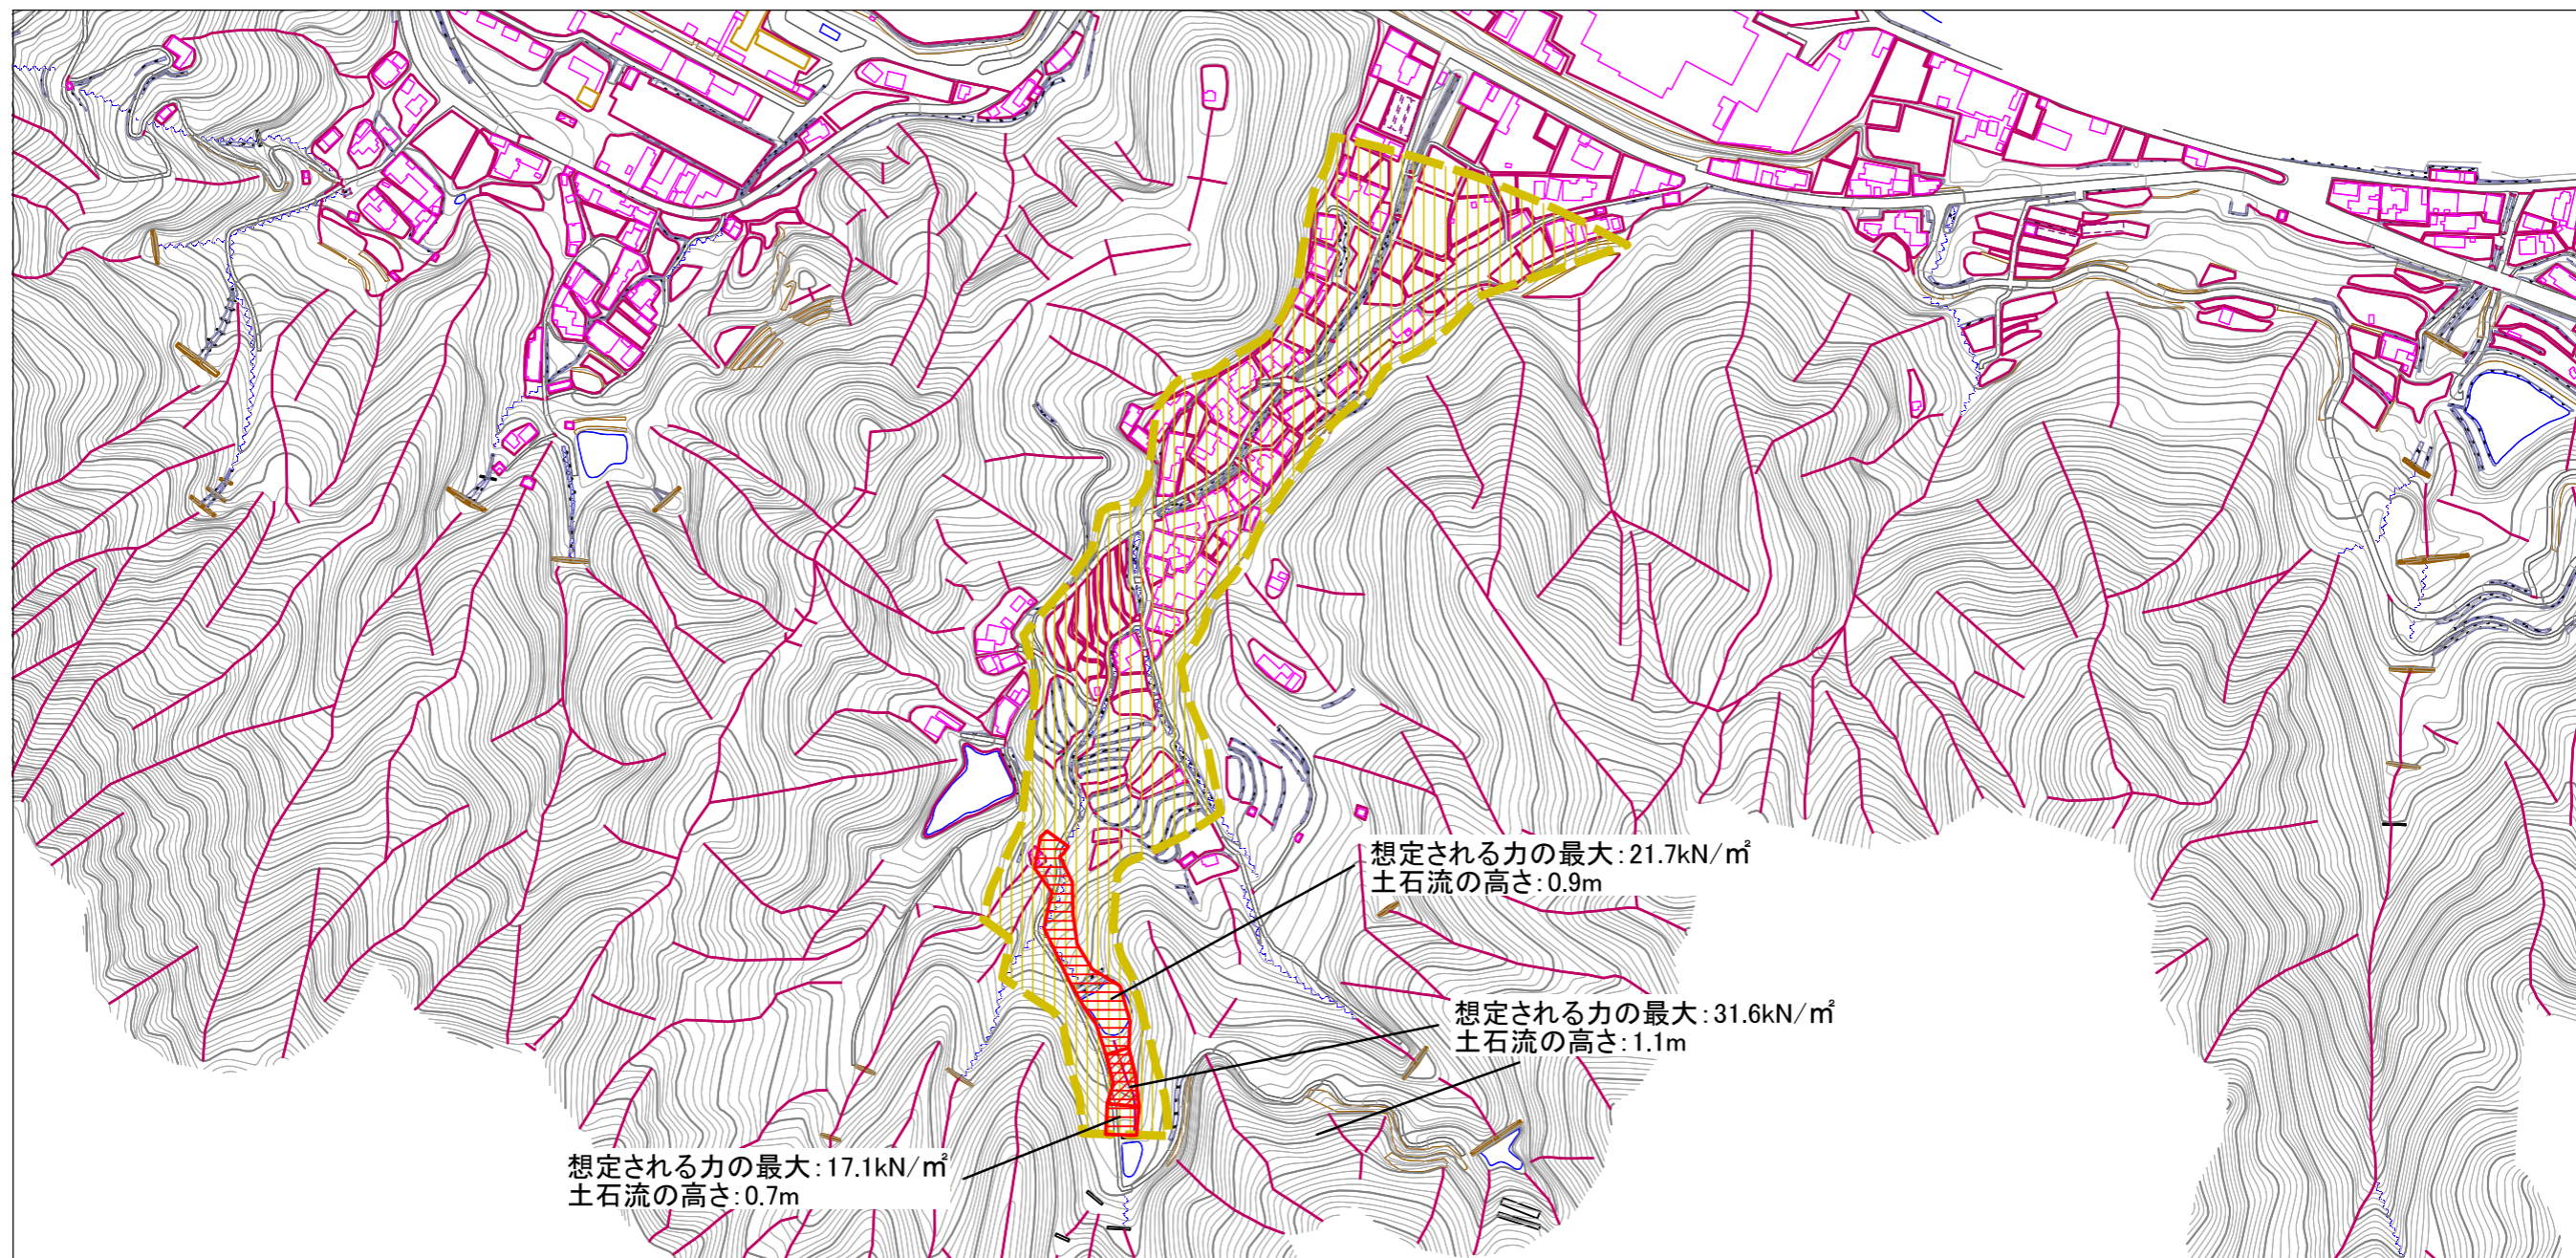 想定される力の最大:21.7kN/㎡
土石流の高さ:0.9m
想定される力の最大:31.6kN/㎡
土石流の高さ:1.1m
想定される力の最大:17.1kN/㎡
土石流の高さ:0.7m